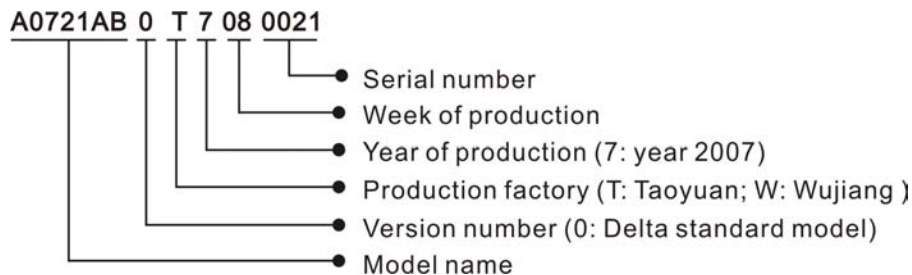 A0721AB 0 T 7 08 0021
Serial number
Week of production
Year of production (7: year 2007)
Production factory (T: Taoyuan; W: Wujiang )
Version number (0: Delta standard model)
Model name